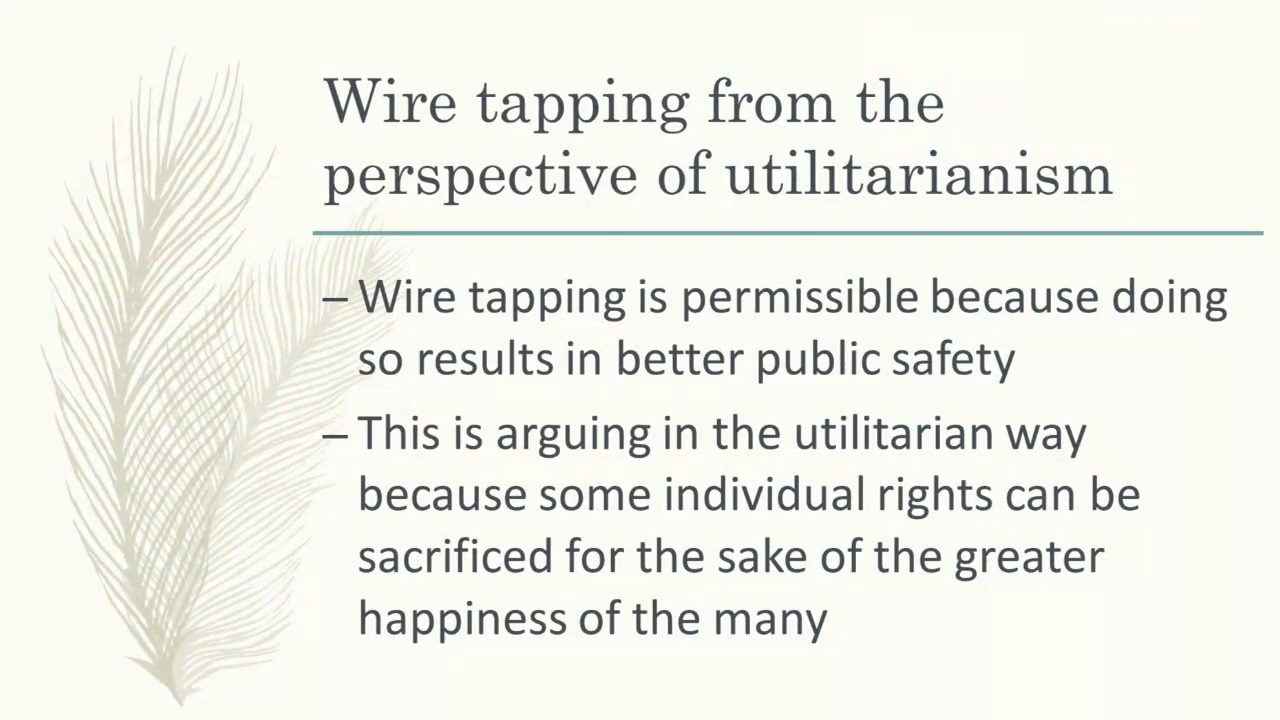 Wire tapping from the
perspective of utilitarianism
– Wire tapping is permissible because doing
so results in better public safety
– This is arguing in the utilitarian way
because some individual rights can be
sacrificed for the sake of the greater
happiness of the many